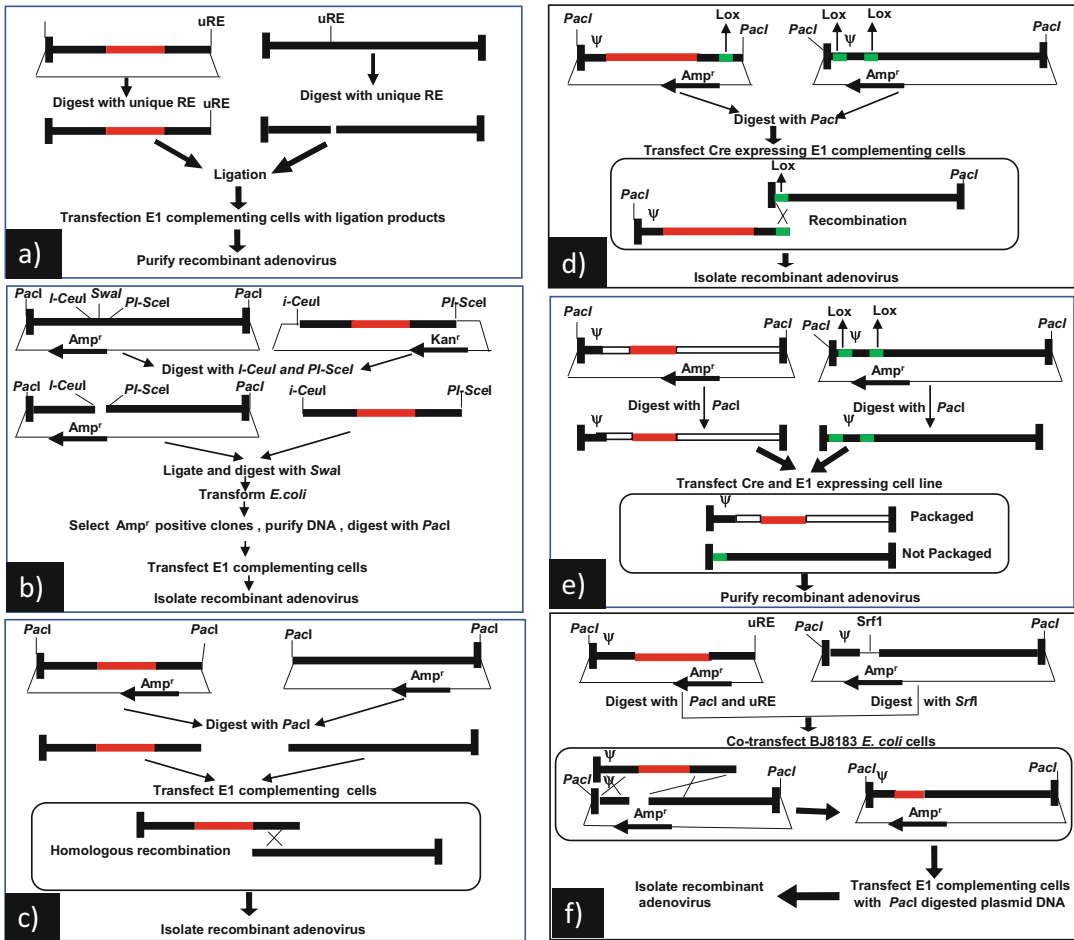 uRE
uRE
Digest with unique RE
Digest with unique RE
uRE
Ligation
Transfection E1 complementing cells with ligation products
Purify recombinant adenovirus
a)
PacI
I-CeuI
SwaI
PI-SceI
PacI
i-CeuI
PI-SceI
Ampʳ
Kanʳ
Digest with I-CeuI and PI-SceI
PacI
I-CeuI
PI-SceI
PacI
i-CeuI
PI-SceI
Ampʳ
Ligate and digest with SwaI
Transform E.coli
Select Ampʳ positive clones , purify DNA , digest with PacI
Transfect E1 complementing cells
Isolate recombinant adenovirus
b)
PacI
PacI
PacI
PacI
Ampʳ
Ampʳ
Digest with PacI
Transfect E1 complementing cells
Homologous recombination
Isolate recombinant adenovirus
c)
PacI
ψ
Lox
PacI
PacI
Lox
ψ
Lox
PacI
Ampʳ
Ampʳ
Digest with PacI
Transfect Cre expressing E1 complementing cells
Lox
PacI
PacI
ψ
Recombination
Isolate recombinant adenovirus
d)
PacI
ψ
PacI
PacI
Lox
ψ
Lox
PacI
Ampʳ
Ampʳ
Digest with PacI
Digest with PacI
ψ
ψ
Transfect Cre and E1 expressing cell line
ψ
Packaged
Not Packaged
Purify recombinant adenovirus
e)
PacI
ψ
uRE
PacI
ψ
Srf1
PacI
Ampʳ
Ampʳ
Digest with PacI and uRE
Digest with SrfI
Co-transfect BJ8183 E. coli cells
ψ
PacI
ψ
PacI
PacI
ψ
PacI
Ampʳ
Ampʳ
Isolate recombinant
adenovirus
Transfect E1 complementing cells
with PacI digested plasmid DNA
f)